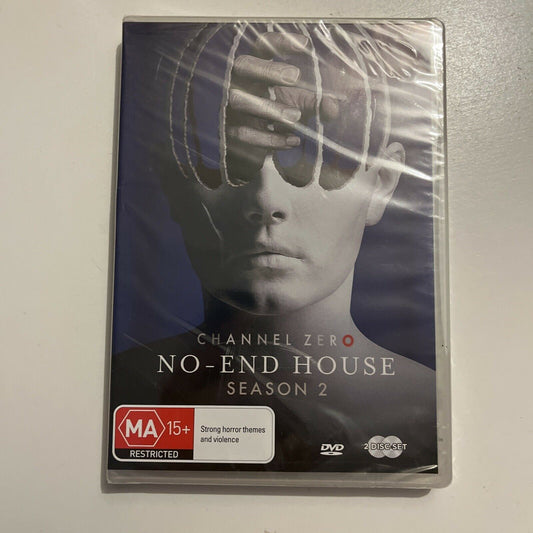 CHANNEL ZERO
NO-END HOUSE
SEASON 2
MA 15+
RESTRICTED
Strong horror themes
and violence
DVD
2 DISC SET